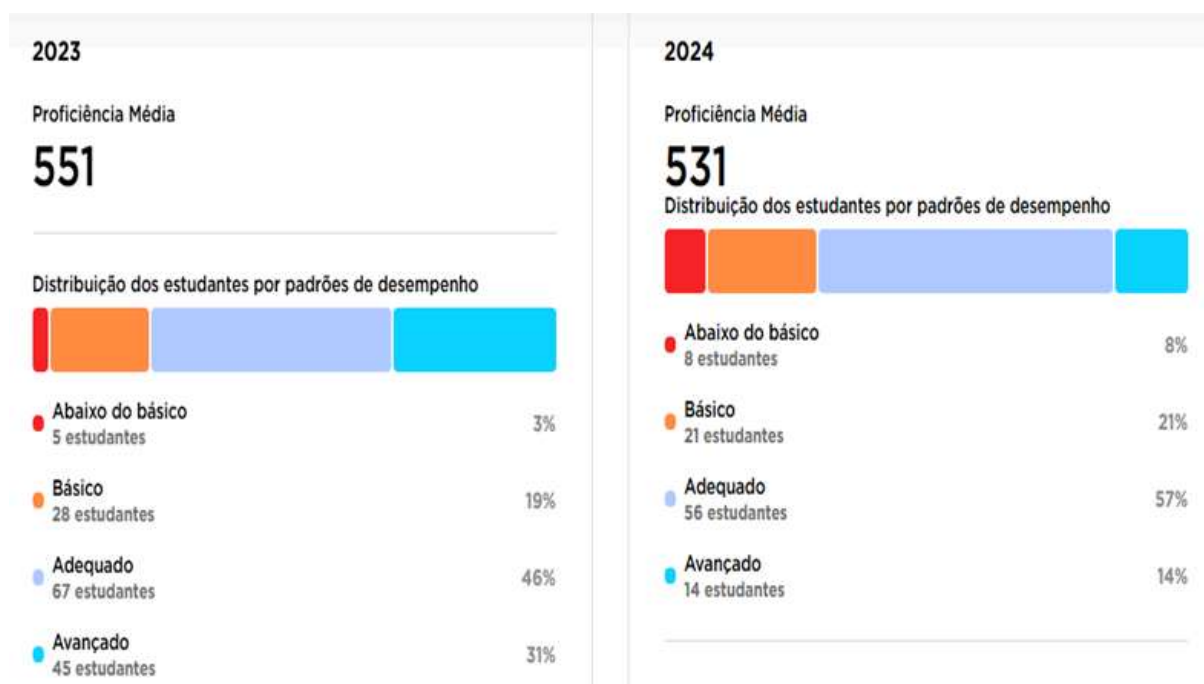 2023
Proficiência Média
551
Distribuição dos estudantes por padrões de desempenho
Abaixo do básico
5 estudantes
3%
Básico
28 estudantes
19%
Adequado
67 estudantes
46%
Avançado
45 estudantes
31%
2024
Proficiência Média
531
Distribuição dos estudantes por padrões de desempenho
Abaixo do básico
8 estudantes
8%
Básico
21 estudantes
21%
Adequado
56 estudantes
57%
Avançado
14 estudantes
14%